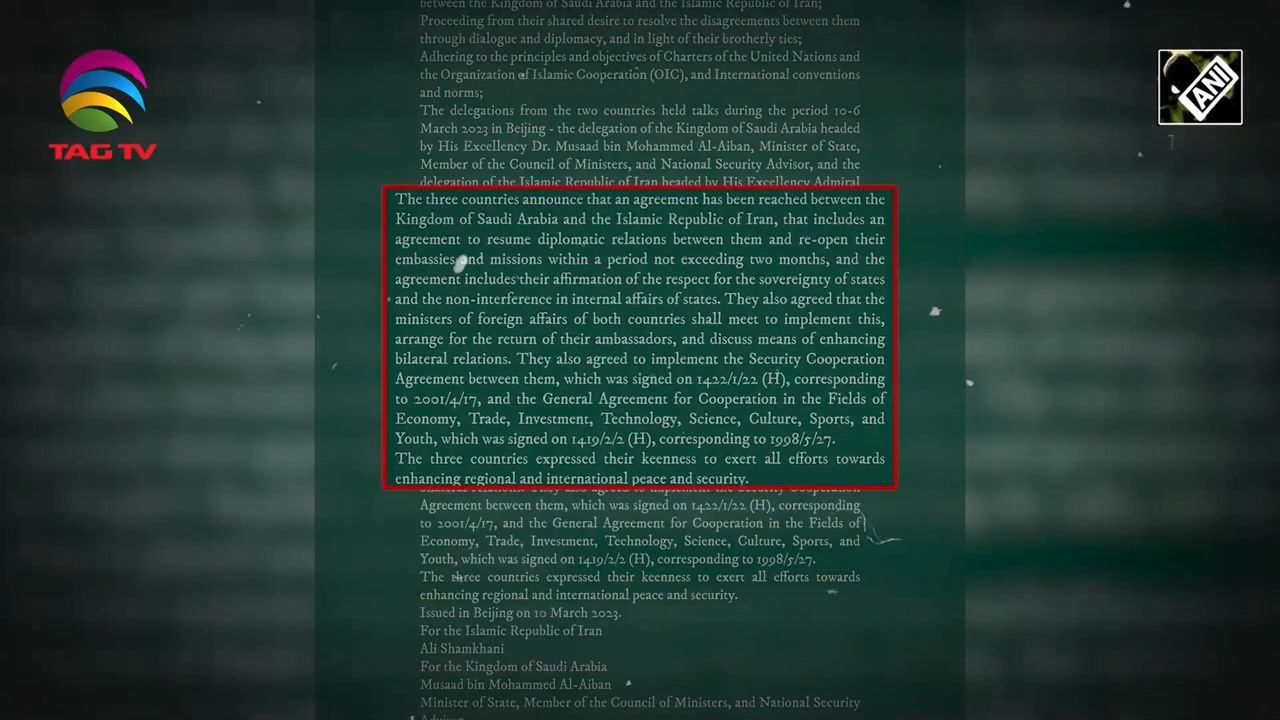 between the Kingdom of Saudi Arabia and the Islamic Republic of Iran;
Proceeding from their shared desire to resolve the disagreements between them
through dialogue and diplomacy, and in light of their brotherly ties;
Adhering to the principles and objectives of Charters of the United Nations and
the Organization of Islamic Cooperation (OIC), and International conventions
and norms;
The delegations from the two countries held talks during the period 10-6
March 2023 in Beijing - the delegation of the Kingdom of Saudi Arabia headed
by His Excellency Dr. Musaad bin Mohammed Al-Aiban, Minister of State,
Member of the Council of Ministers, and National Security Advisor, and the
delegation of the Islamic Republic of Iran headed by His Excellency Admiral
The three countries announce that an agreement has been reached between the
Kingdom of Saudi Arabia and the Islamic Republic of Iran, that includes an
agreement to resume diplomatic relations between them and re-open their
embassies and missions within a period not exceeding two months, and the
agreement includes their affirmation of the respect for the sovereignty of states
and the non-interference in internal affairs of states. They also agreed that the
ministers of foreign affairs of both countries shall meet to implement this,
arrange for the return of their ambassadors, and discuss means of enhancing
bilateral relations. They also agreed to implement the Security Cooperation
Agreement between them, which was signed on 1422/1/22 (H), corresponding
to 2001/4/17, and the General Agreement for Cooperation in the Fields of
Economy, Trade, Investment, Technology, Science, Culture, Sports, and
Youth, which was signed on 1419/2/2 (H), corresponding to 1998/5/27.
The three countries expressed their keenness to exert all efforts towards
enhancing regional and international peace and security.
bilateral relations. They also agreed to implement the Security Cooperation
Agreement between them, which was signed on 1422/1/22 (H), corresponding
to 2001/4/17, and the General Agreement for Cooperation in the Fields of
Economy, Trade, Investment, Technology, Science, Culture, Sports, and
Youth, which was signed on 1419/2/2 (H), corresponding to 1998/5/27.
The three countries expressed their keenness to exert all efforts towards
enhancing regional and international peace and security.
Issued in Beijing on 10 March 2023.
For the Islamic Republic of Iran
Ali Shamkhani
For the Kingdom of Saudi Arabia
Musaad bin Mohammed Al-Aiban
Minister of State, Member of the Council of Ministers, and National Security
TAG TV
ANI